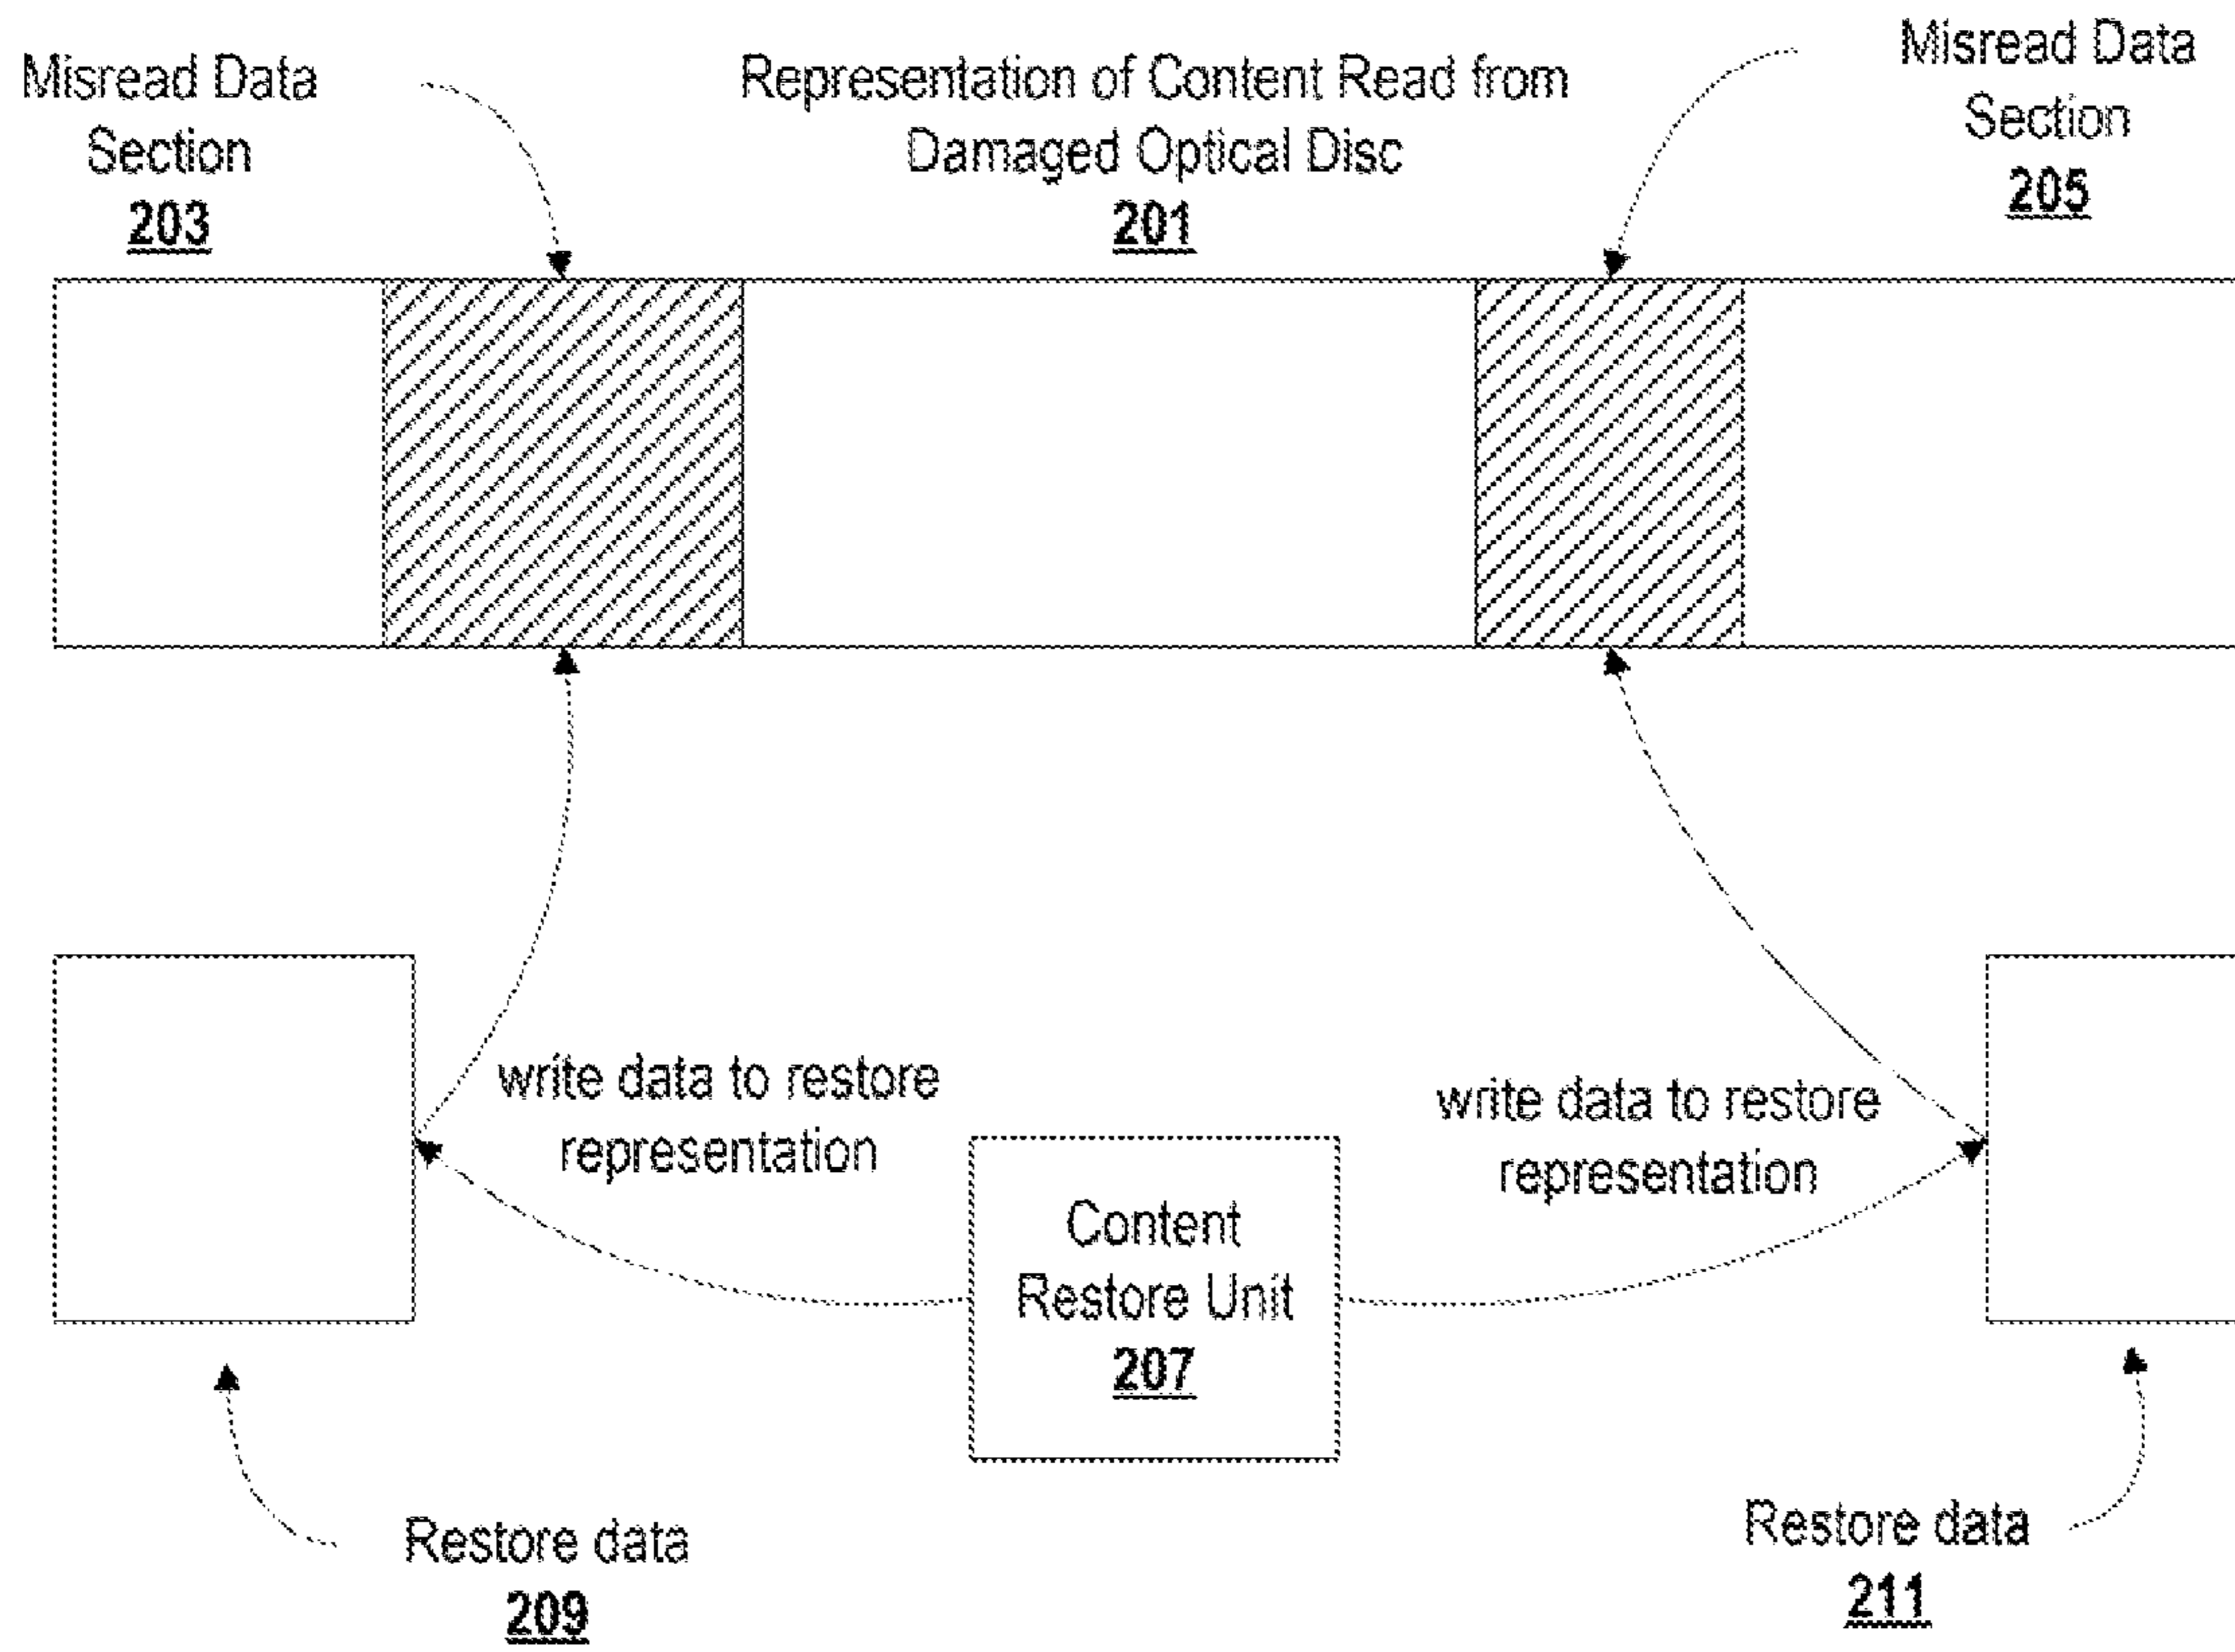 Misread Data
Section
203
Representation of Content Read from
Damaged Optical Disc
201
Misread Data
Section
205
write data to restore
representation
write data to restore
representation
Content
Restore Unit
207
Restore data
209
Restore data
211